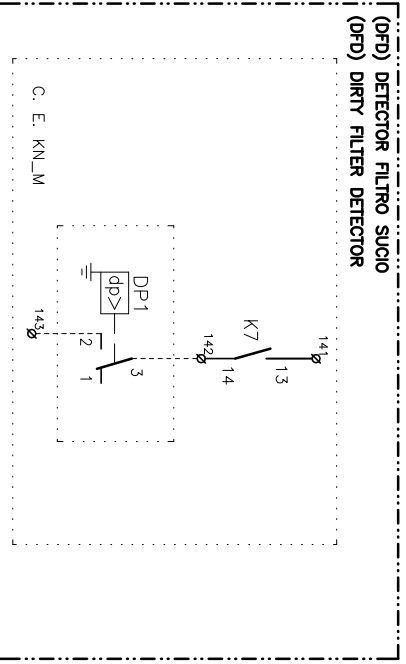 (DFD) DETECTOR FILTRO SUCIO
(DFD) DIRTY FILTER DETECTOR
141
13
K7
14
142
3
DP1
dp>
2
1
143
C. E. KN_M